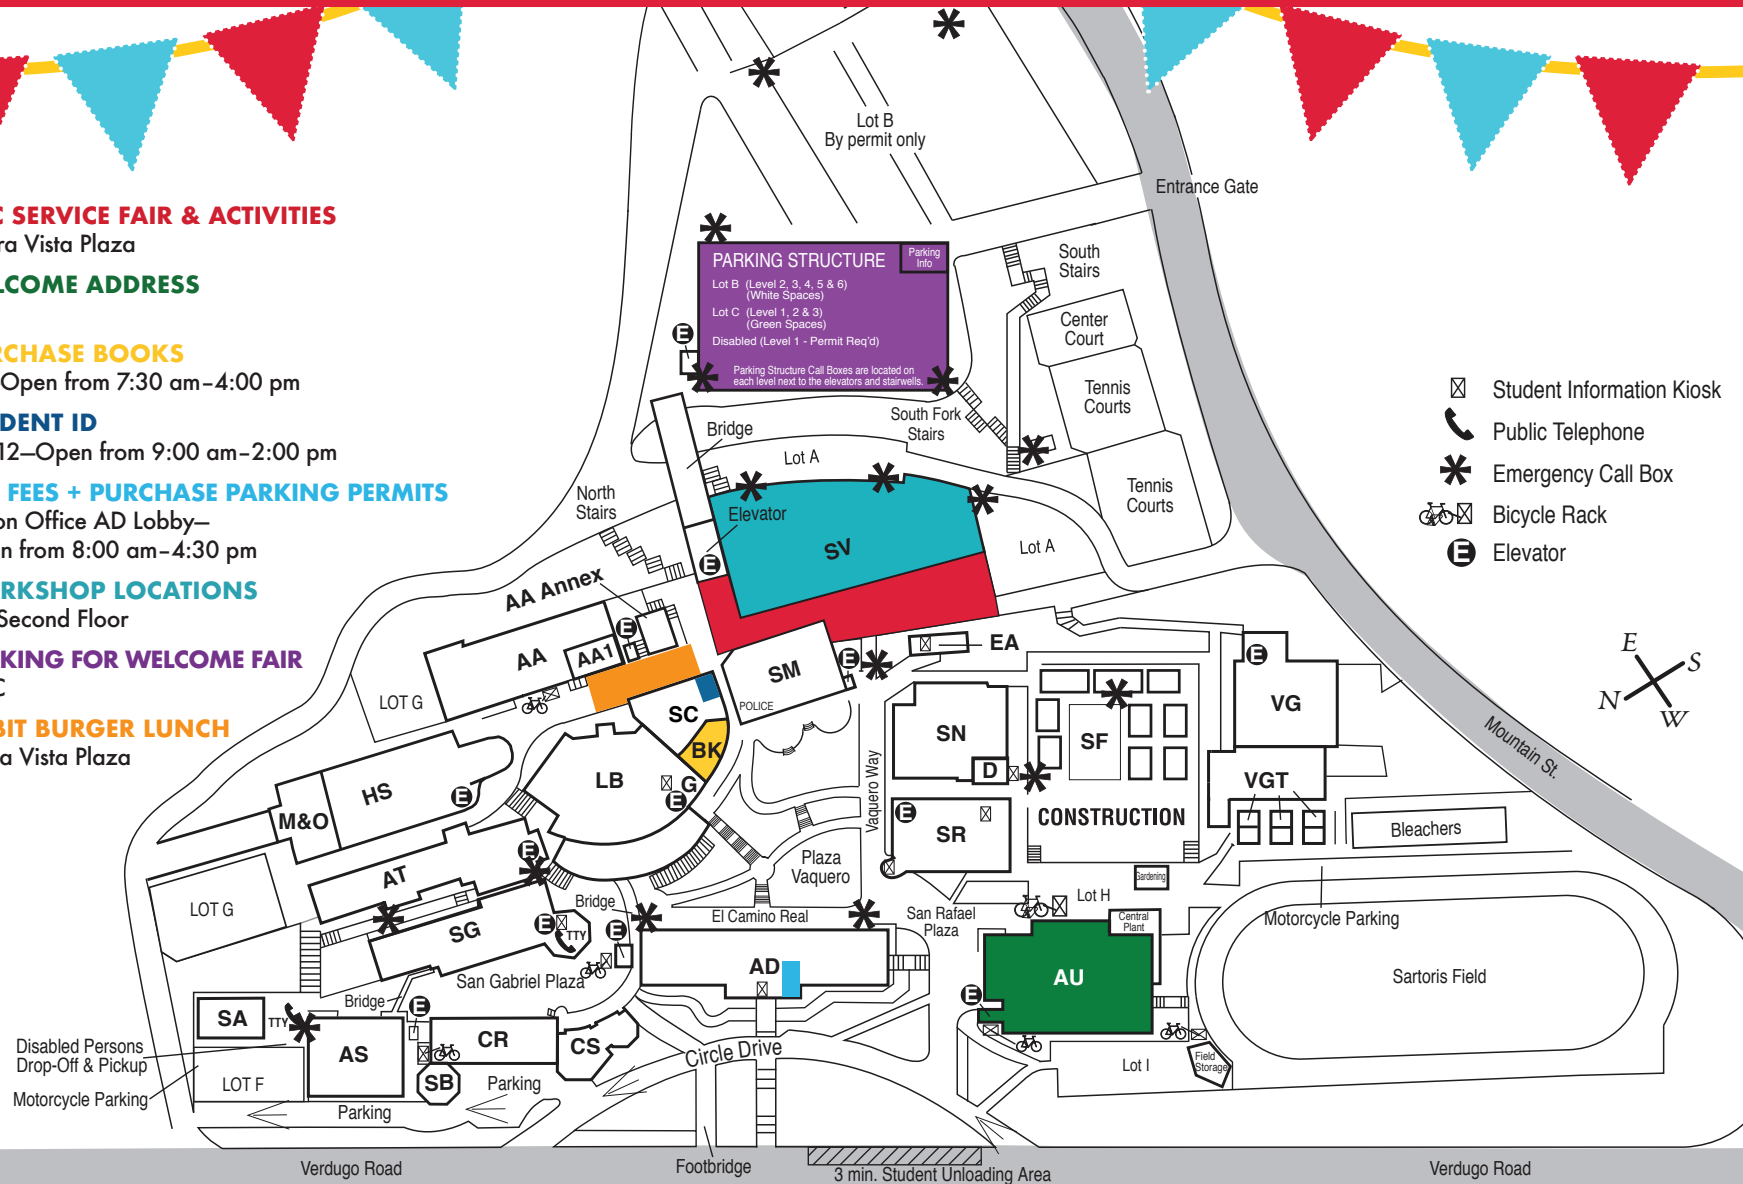 C SERVICE FAIR & ACTIVITIES
ra Vista Plaza
LCOME ADDRESS
RCHASE BOOKS
Open from 7:30 am–4:00 pm
DENT ID
12—Open from 9:00 am–2:00 pm
FEES + PURCHASE PARKING PERMITS
on Office AD Lobby—
n from 8:00 am–4:30 pm
RKSHOP LOCATIONS
Second Floor
KING FOR WELCOME FAIR
C
BIT BURGER LUNCH
a Vista Plaza
Lot B
By permit only
Entrance Gate
PARKING STRUCTURE
Parking
Info
Lot B (Level 2, 3, 4, 5 & 6)
(White Spaces)
Lot C (Level 1, 2 & 3)
(Green Spaces)
Disabled (Level 1 - Permit Req'd)
Parking Structure Call Boxes are located on
each level next to the elevators and stairwells.
E
South
Stairs
Center
Court
Tennis
Courts
South Fork
Stairs
Bridge
Lot A
Tennis
Courts
North
Stairs
Elevator
E
SV
Lot A
Student Information Kiosk
Public Telephone
Emergency Call Box
Bicycle Rack
E Elevator
AA Annex
E
AA
AA1
SM
E
EA
LOT G
SC
POLICE
BK
LB
G
E
SN
D
SF
E
VG
VGT
E
S
N
W
Mountain St.
HS
E
M&O
Vaquero Way
E
SR
CONSTRUCTION
Bleachers
AT
E
Plaza
Vaquero
Gardening
LOT G
SG
E
TTY
Bridge
E
El Camino Real
San Rafael
Plaza
Lot H
Central
Plant
Motorcycle Parking
AD
AU
Sartoris Field
San Gabriel Plaza
Bridge
E
E
SA
TTY
AS
CR
CS
Circle Drive
Disabled Persons
Drop-Off & Pickup
LOT F
SB
Parking
Lot I
Field
Storage
Motorcycle Parking
Parking
Verdugo Road
Footbridge
3 min. Student Unloading Area
Verdugo Road